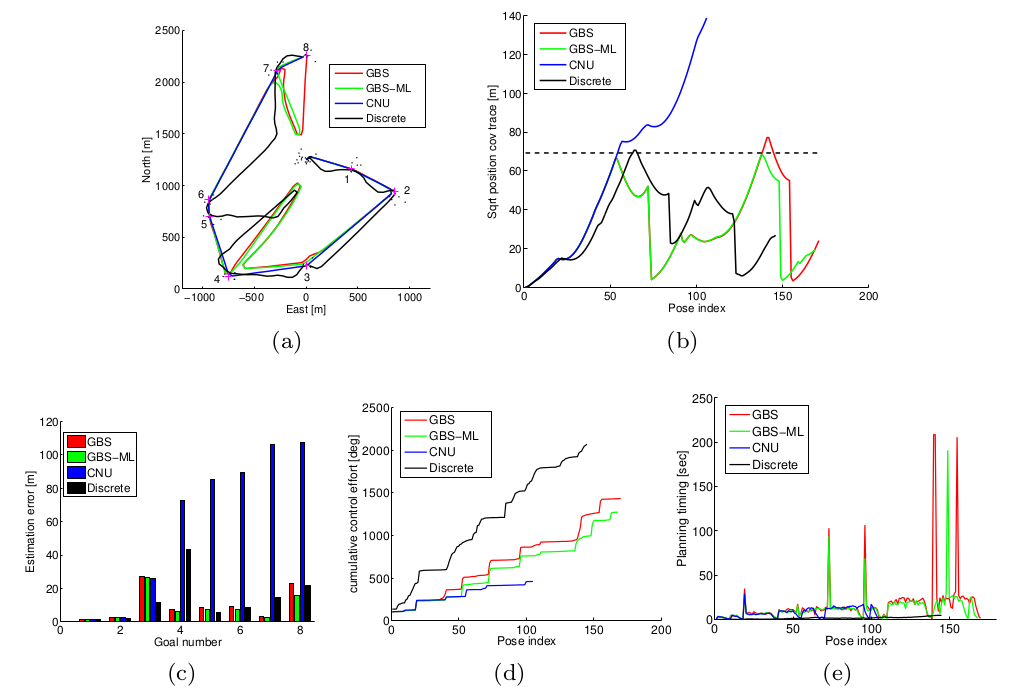 2500
2000
1500
1000
500
0
−1000
−500
0
500
1000
North [m]
East [m]
GBS
GBS−ML
CNU
Discrete
1
2
3
4
5
6
7
8
(a)
140
120
100
80
60
40
20
0
0
50
100
150
200
Sqrt position cov trace [m]
Pose index
GBS
GBS−ML
CNU
Discrete
(b)
120
100
80
60
40
20
0
0
2
4
6
8
Estimation error [m]
Goal number
GBS
GBS−ML
CNU
Discrete
(c)
2500
2000
1500
1000
500
0
0
50
100
150
200
cumulative control effort [deg]
Pose index
GBS
GBS−ML
CNU
Discrete
(d)
250
200
150
100
50
0
0
50
100
150
Planning timing [sec]
Pose index
GBS
GBS−ML
CNU
Discrete
(e)